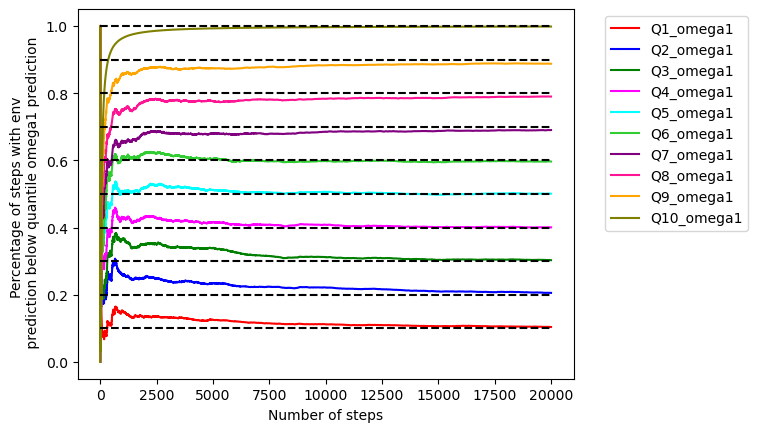 Percentage of steps with env
prediction below quantile omega1 prediction
1.0
0.8
0.6
0.4
0.2
0.0
0
2500
5000
7500
10000
12500
15000
17500
20000
Number of steps
Q1_omega1
Q2_omega1
Q3_omega1
Q4_omega1
Q5_omega1
Q6_omega1
Q7_omega1
Q8_omega1
Q9_omega1
Q10_omega1